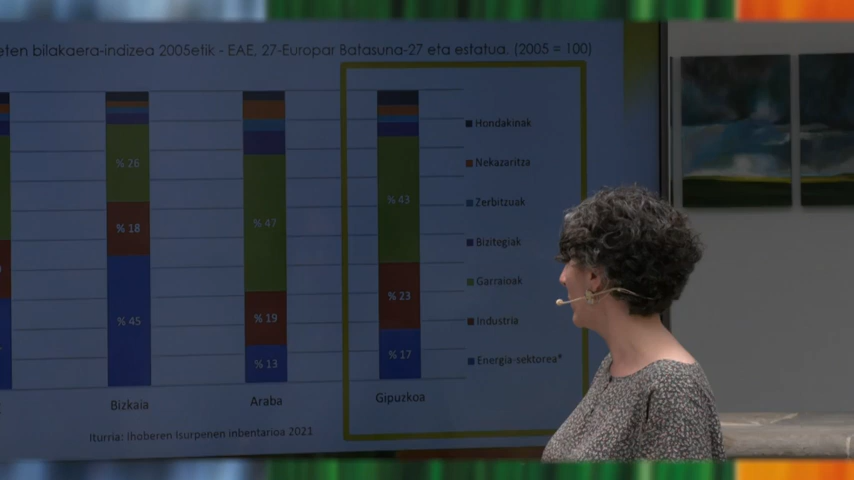 bilakaera-indizea 2005etik - EAE, 27-Europar Batasuna-27 eta estatua. (2005 = 100)
% 26
% 18
% 45
% 47
% 19
% 13
% 43
% 23
% 17
Hondakinak
Nekazaritza
Zerbitzuak
Bizitegiak
Garraioak
Industria
Energia-sektorea*
Bizkaia
Araba
Gipuzkoa
Iturria: Ihoberen Isurpenen inbentarioa 2021